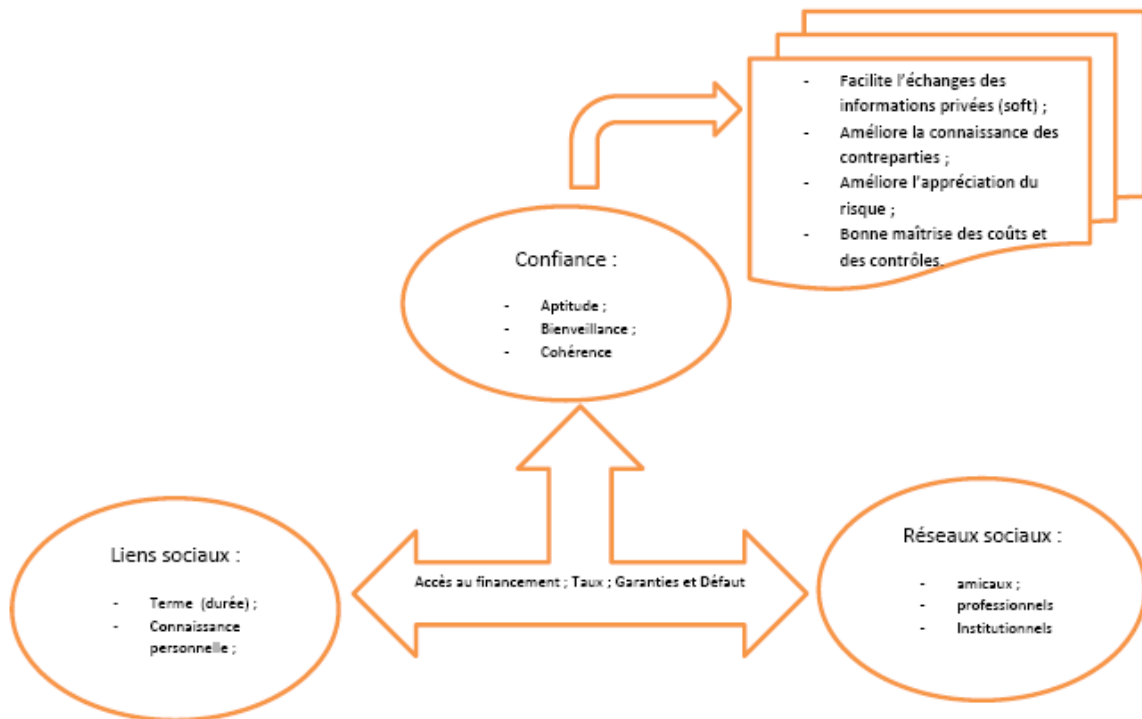 - Facilite l'échanges des
informations privées (soft) ;
- Améliore la connaissance des
contreparties ;
- Améliore l'appréciation du
risque ;
- Bonne maîtrise des coûts et
des contrôles.
Confiance :
- Aptitude ;
- Bienveillance ;
- Cohérence
Accès au financement ; Taux ; Garanties et Défaut
Liens sociaux :
- Terme (durée) ;
- Connaissance
personnelle ;
Réseaux sociaux :
- amicaux ;
- professionnels
- Institutionnels